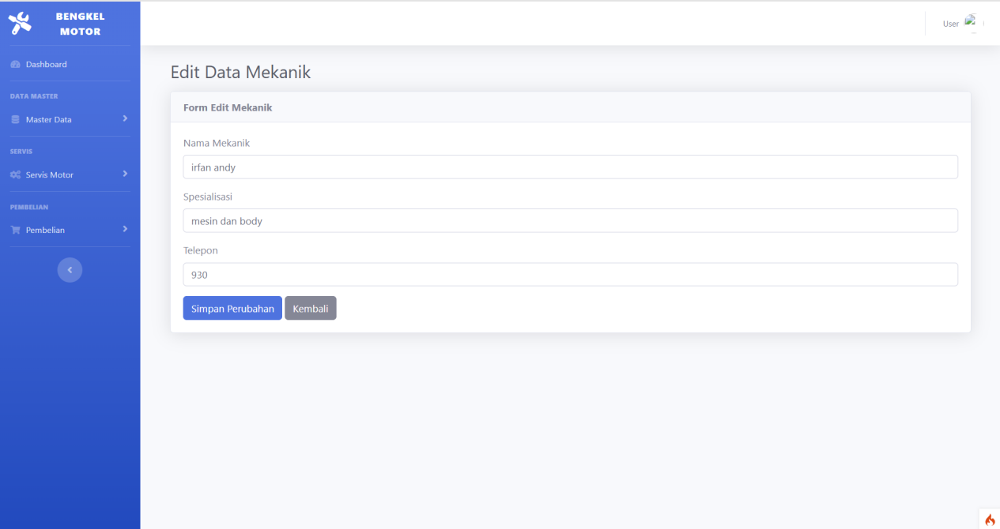 BENGKEL
MOTOR
Dashboard
DATA MASTER
Master Data
SERVIS
Servis Motor
PEMBELIAN
Pembelian
User
Edit Data Mekanik
Form Edit Mekanik
Nama Mekanik
irfan andy
Spesialisasi
mesin dan body
Telepon
930
Simpan Perubahan
Kembali